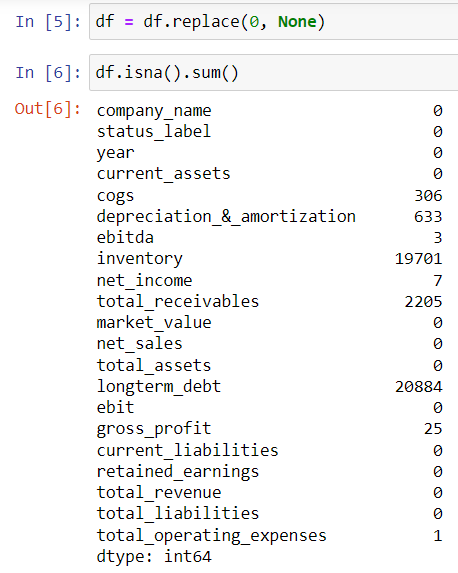 In [5]: df = df.replace(0, None)
In [6]: df.isna().sum()
Out[6]: company_name 0
status_label 0
year 0
current_assets 0
cogs 306
depreciation_&_amortization 633
ebitda 3
inventory 19701
net_income 7
total_receivables 2205
market_value 0
net_sales 0
total_assets 0
longterm_debt 20884
ebit 0
gross_profit 25
current_liabilities 0
retained_earnings 0
total_revenue 0
total_liabilities 0
total_operating_expenses 1
dtype: int64